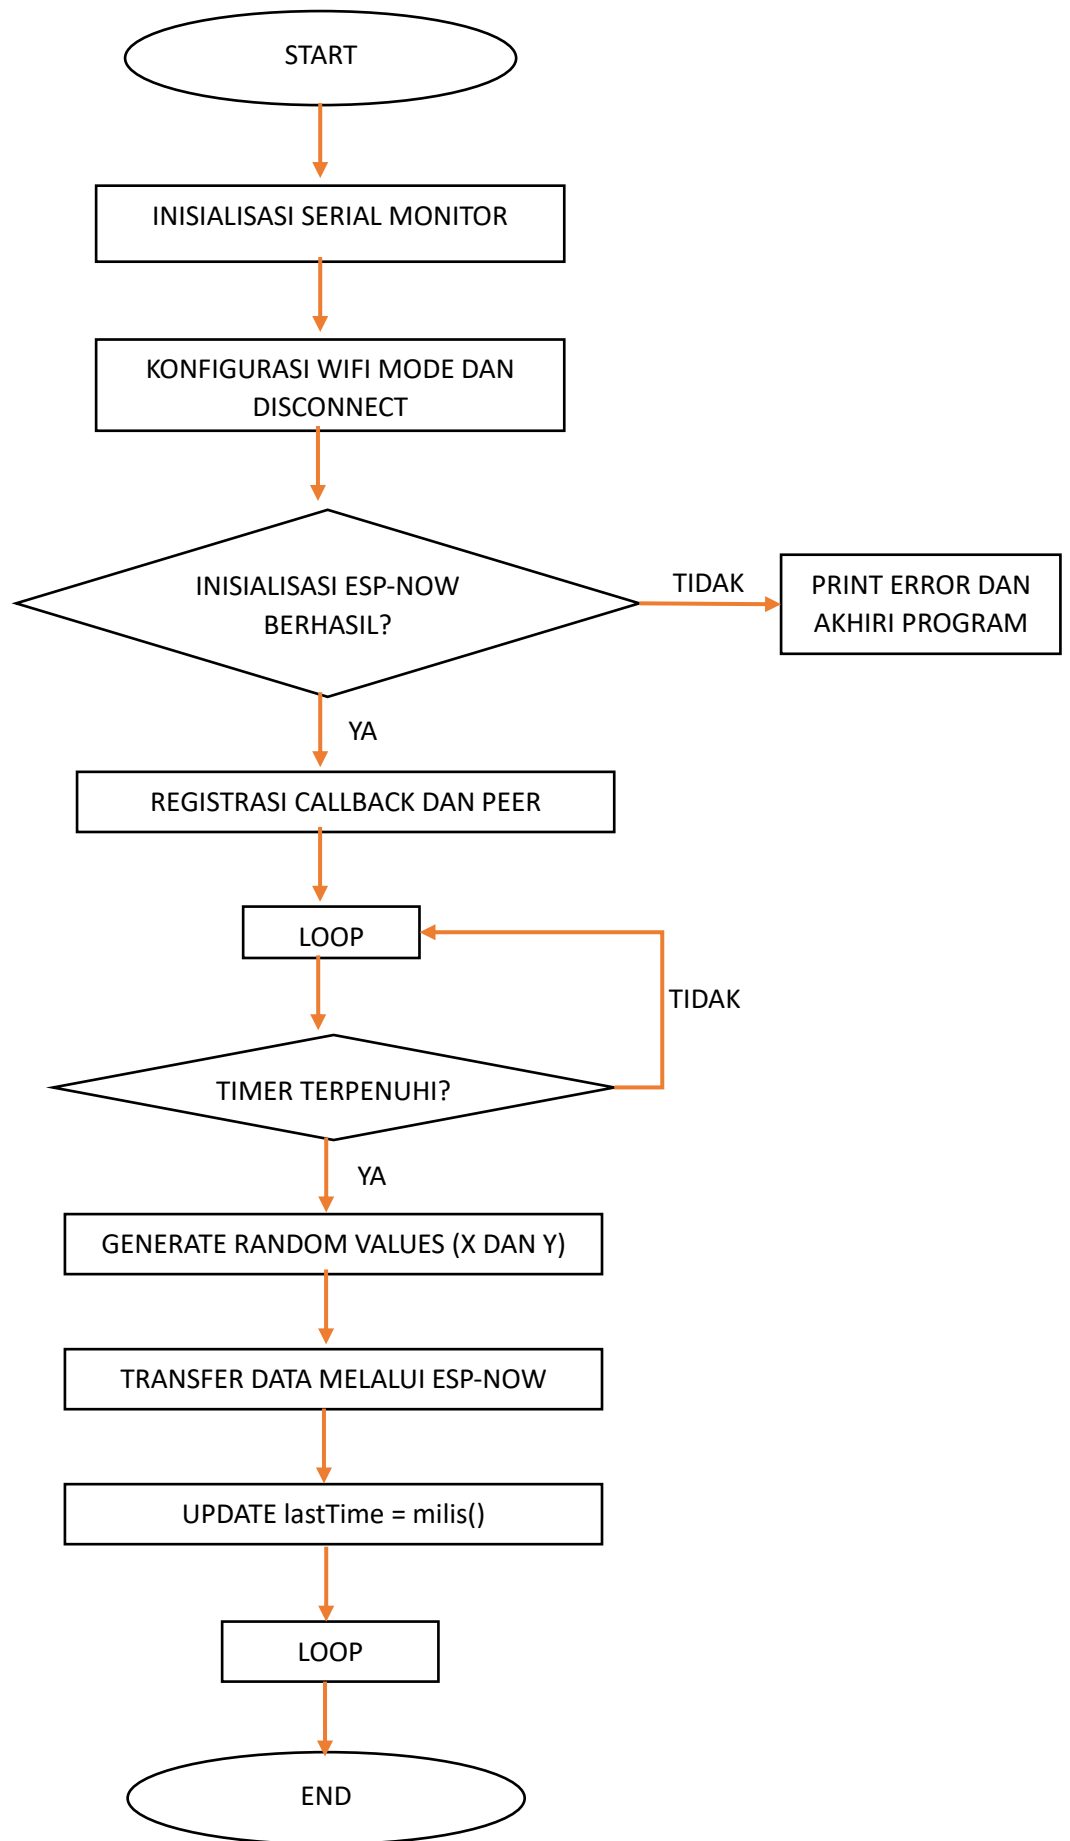 START
INISIALISASI SERIAL MONITOR
KONFIGURASI WIFI MODE DAN
DISCONNECT
INISIALISASI ESP-NOW
BERHASIL?
TIDAK
PRINT ERROR DAN
AKHIRI PROGRAM
YA
REGISTRASI CALLBACK DAN PEER
LOOP
TIDAK
TIMER TERPENUHI?
YA
GENERATE RANDOM VALUES (X DAN Y)
TRANSFER DATA MELALUI ESP-NOW
UPDATE lastTime = milis()
LOOP
END